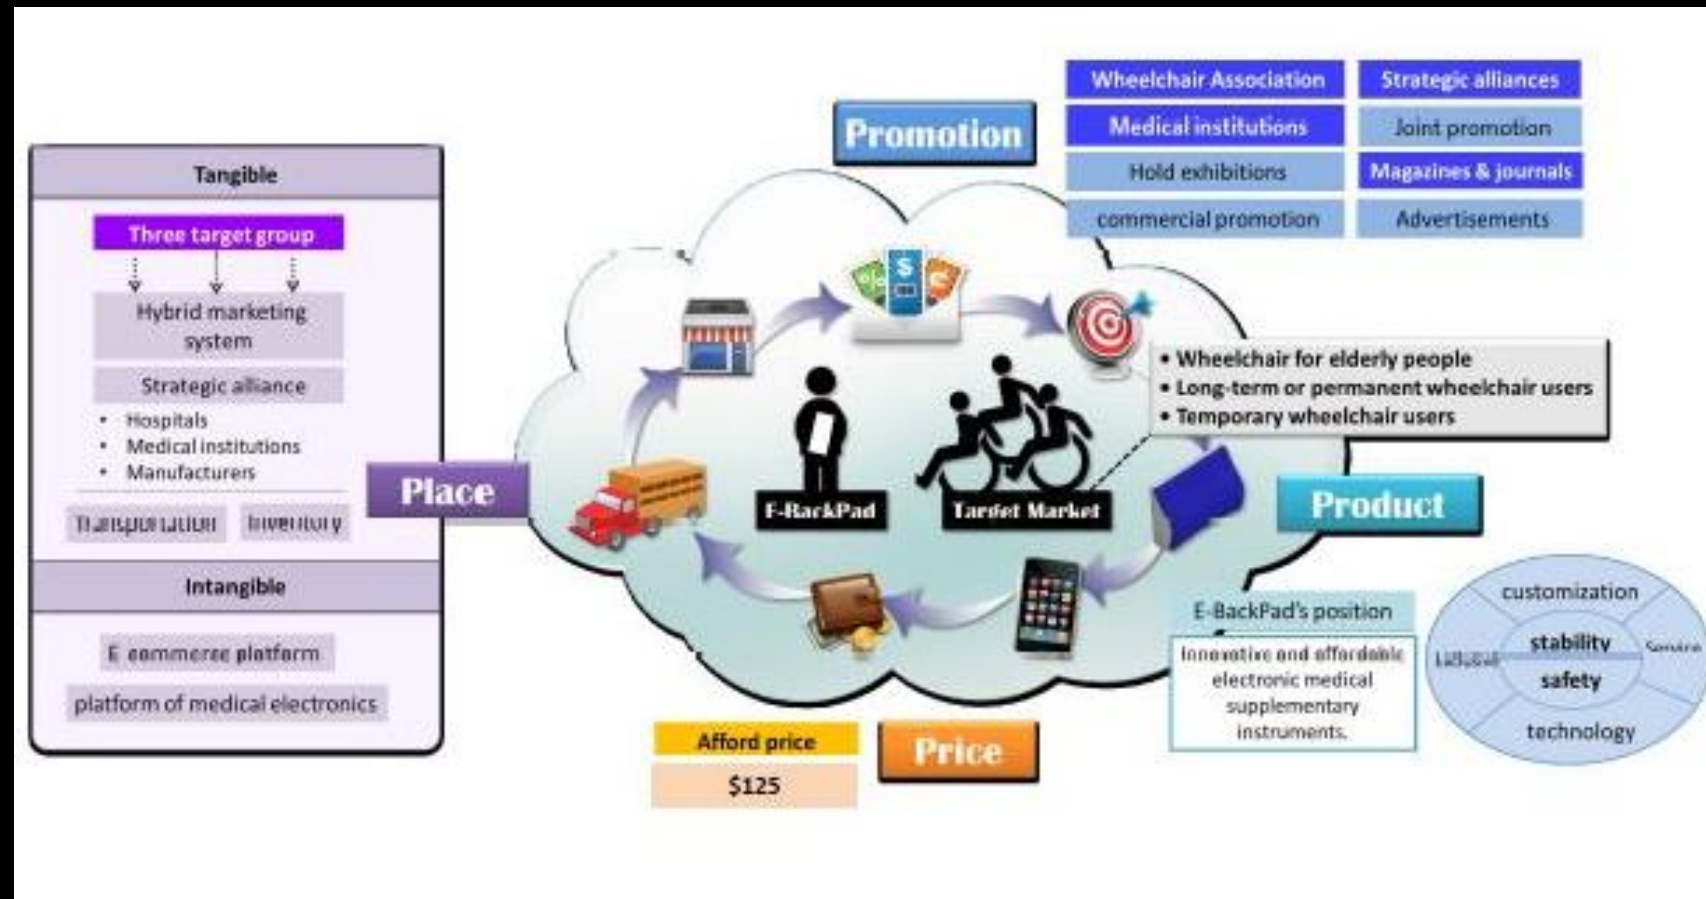 Tangible
Three target group
Hybrid marketing
system
Strategic alliance
• Hospitals
• Medical institutions
• Manufacturers
Transportation
Inventory
Intangible
E commerce platform
platform of medical electronics
Place
Promotion
Wheelchair Association
Strategic alliances
Medical institutions
Joint promotion
Hold exhibitions
Magazines & journals
commercial promotion
Advertisements
$
%
• Wheelchair for elderly people
• Long-term or permanent wheelchair users
• Temporary wheelchair users
E-BackPad
Target Market
Product
E-BackPad's position
Innovative and affordable
electronic medical
supplementary
instruments.
customization
stability
Service
safety
technology
Afford price
$125
Price